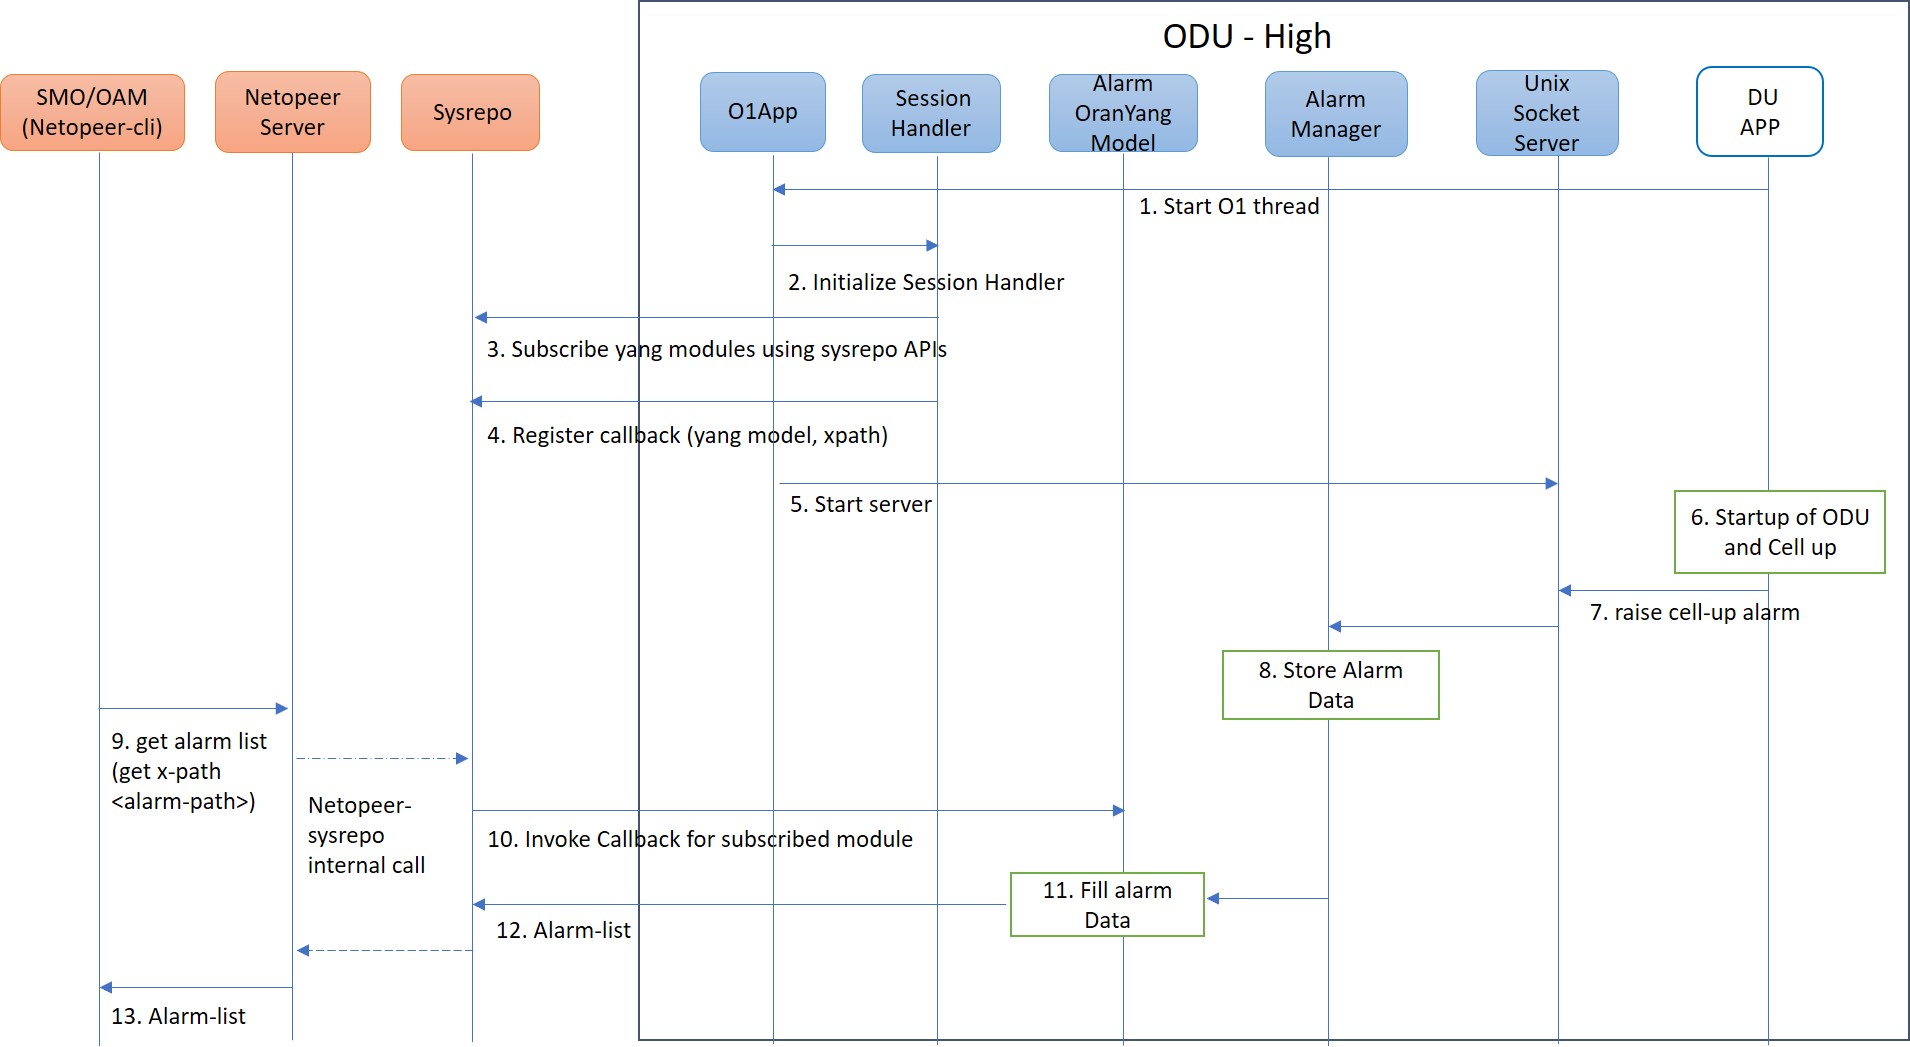 ODU - High
SMO/OAM
(Netopeer-cli)
Netopeer
Server
Sysrepo
O1App
Session
Handler
Alarm
OranYang
Model
Alarm
Manager
Unix
Socket
Server
DU
APP
1. Start O1 thread
2. Initialize Session Handler
3. Subscribe yang modules using sysrepo APIs
4. Register callback (yang model, xpath)
5. Start server
6. Startup of ODU
and Cell up
7. raise cell-up alarm
8. Store Alarm
Data
9. get alarm list
(get x-path
<alarm-path>)
Netopeer-
sysrepo
internal call
10. Invoke Callback for subscribed module
11. Fill alarm
Data
12. Alarm-list
13. Alarm-list